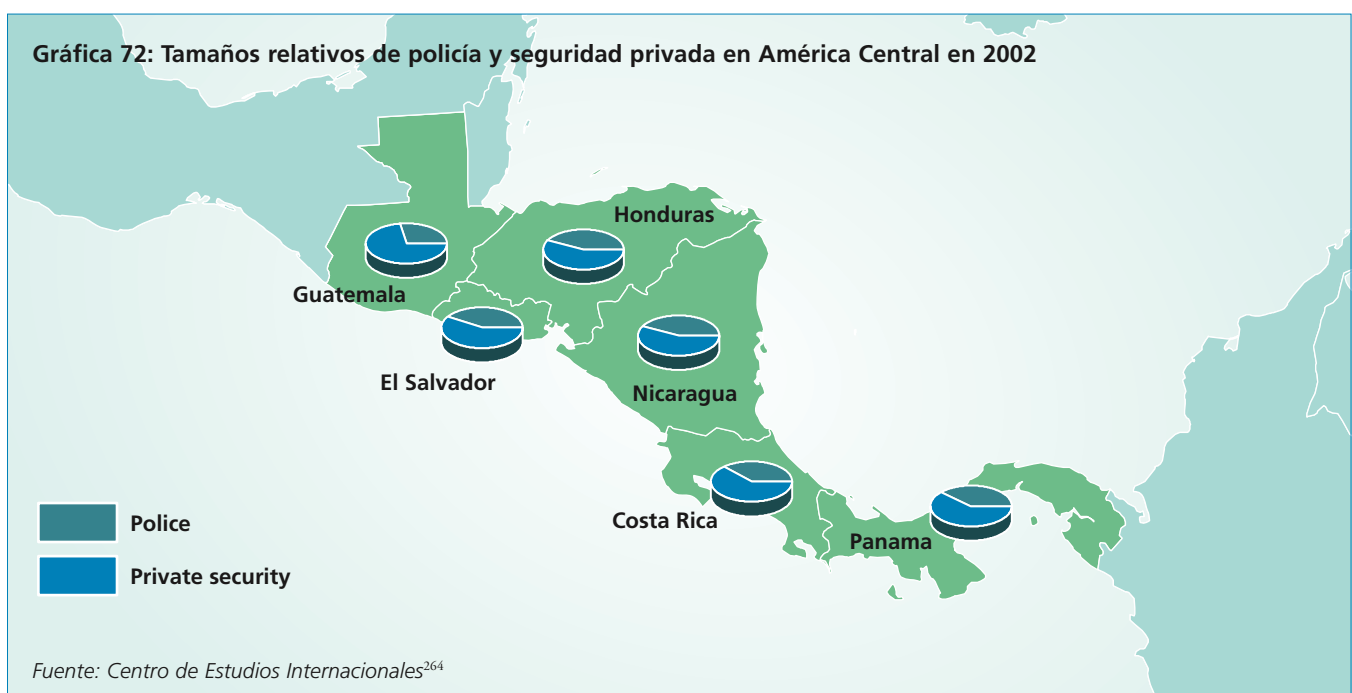 Gráfica 72: Tamaños relativos de policía y seguridad privada en América Central en 2002
Honduras
Guatemala
El Salvador
Nicaragua
Costa Rica
Panama
Police
Private security
Fuente: Centro de Estudios Internacionales264